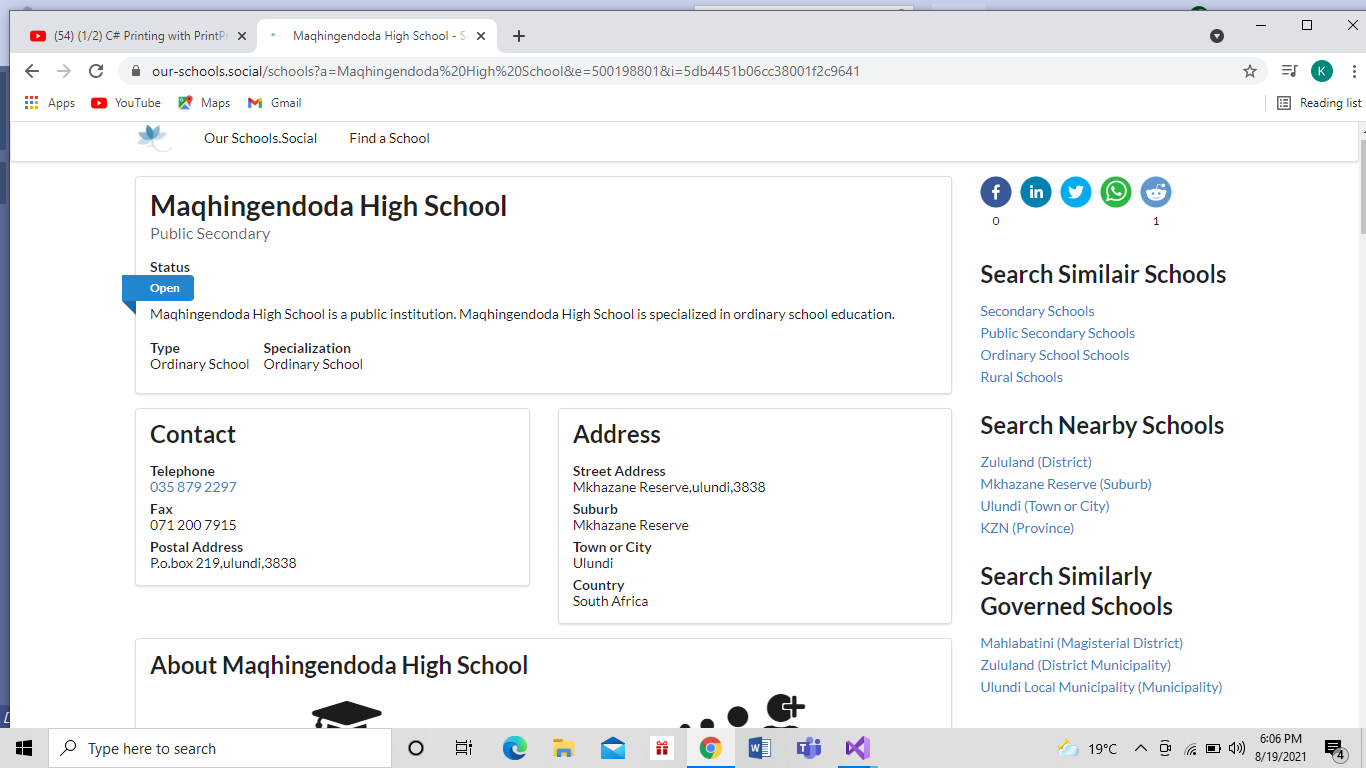 (54) (1/2) C# Printing with PrintP
Maqhingendoda High School - S
our-schools.social/schools?a=Maqhingendoda%20High%20School&e=500198801&i=5db4451b06cc38001f2c9641
K
Apps
YouTube
Maps
Gmail
Reading list
Our Schools.Social
Find a School
Maqhingendoda High School
Public Secondary
Status
Open
Maqhingendoda High School is a public institution. Maqhingendoda High School is specialized in ordinary school education.
Type
Ordinary School
Specialization
Ordinary School
Contact
Telephone
035 879 2297
Fax
071 200 7915
Postal Address
P.o.box 219,ulundi,3838
Address
Street Address
Mkhazane Reserve,ulundi,3838
Suburb
Mkhazane Reserve
Town or City
Ulundi
Country
South Africa
About Maqhingendoda High School
f
in
0
1
Search Similair Schools
Secondary Schools
Public Secondary Schools
Ordinary School Schools
Rural Schools
Search Nearby Schools
Zululand (District)
Mkhazane Reserve (Suburb)
Ulundi (Town or City)
KZN (Province)
Search Similarly
Governed Schools
Mahlabatini (Magisterial District)
Zululand (District Municipality)
Ulundi Local Municipality (Municipality)
Type here to search
19°C
6:06 PM
8/19/2021
4